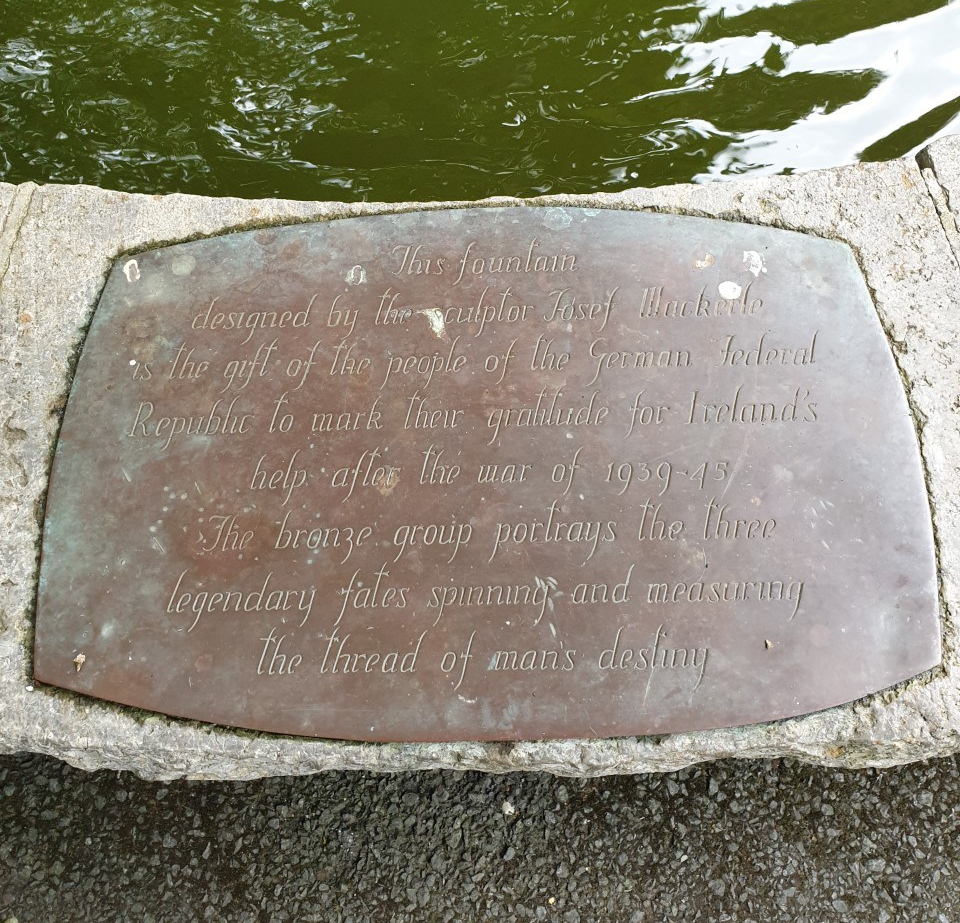 This fountain
designed by the sculptor Josef Wackerle
is the gift of the people of the German Federal
Republic to mark their gratitude for Ireland's
help after the war of 1939-45
The bronze group portrays the three
legendary fates spinning and measuring
the thread of man's destiny